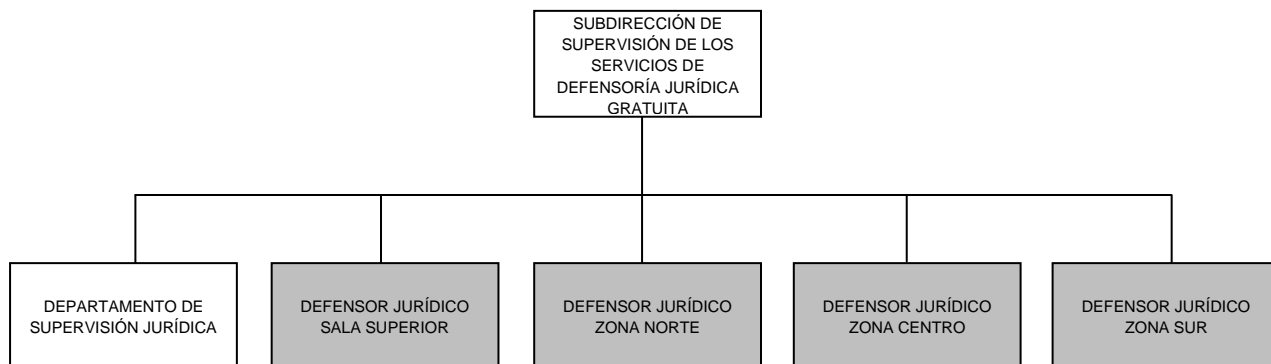 SUBDIRECCIÓN DE
SUPERVISIÓN DE LOS
SERVICIOS DE
DEFENSORÍA JURÍDICA
GRATUITA
DEPARTAMENTO DE
SUPERVISIÓN JURÍDICA
DEFENSOR JURÍDICO
SALA SUPERIOR
DEFENSOR JURÍDICO
ZONA NORTE
DEFENSOR JURÍDICO
ZONA CENTRO
DEFENSOR JURÍDICO
ZONA SUR